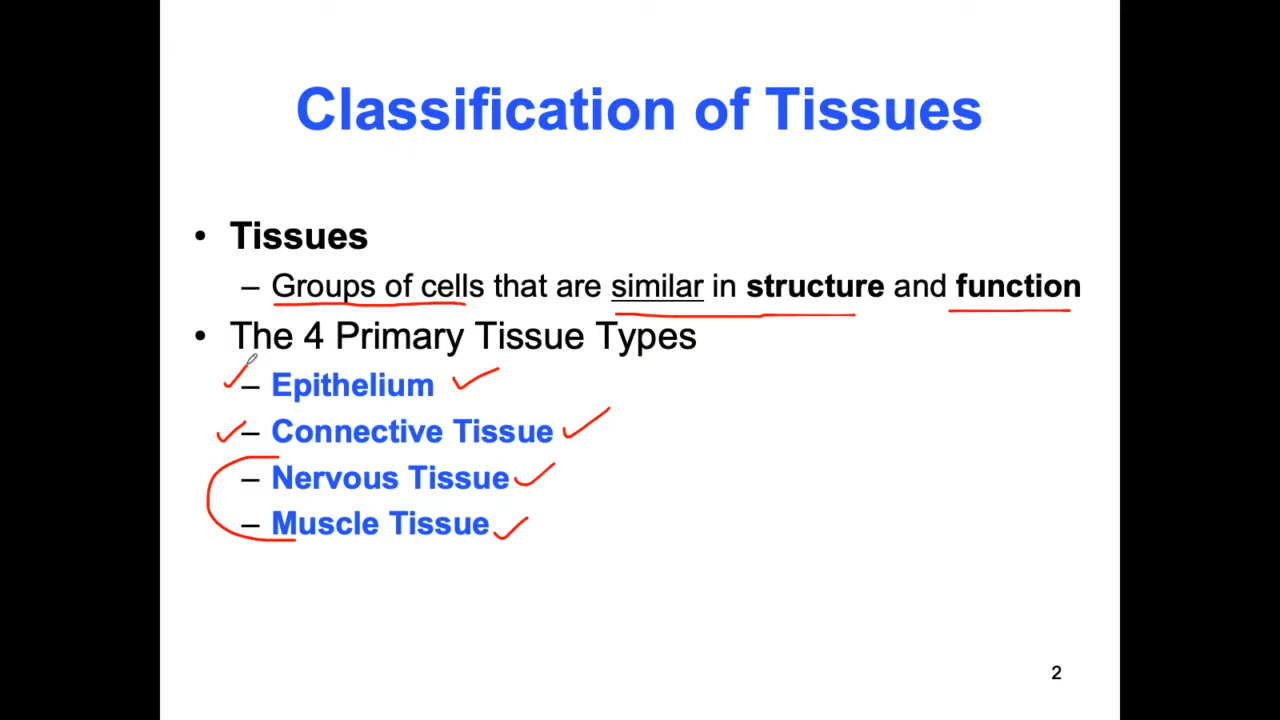 Classification of Tissues
• Tissues
– Groups of cells that are similar in structure and function
• The 4 Primary Tissue Types
– Epithelium
– Connective Tissue
– Nervous Tissue
– Muscle Tissue
2